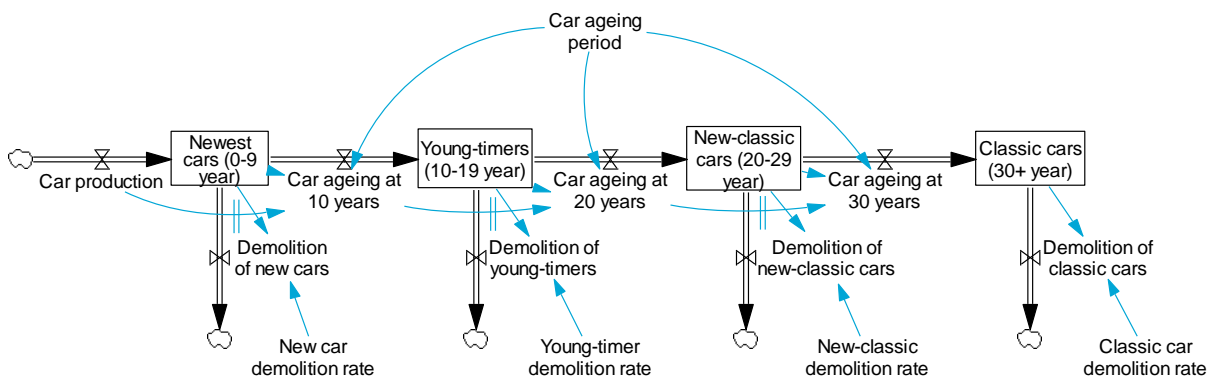 Car ageing
period
Newest
cars (0-9
year)
Young-timers
(10-19 year)
New-classic
cars (20-29
year)
Classic cars
(30+ year)
Car production
Car ageing at
10 years
Car ageing at
20 years
Car ageing at
30 years
Demolition
of new cars
Demolition of
young-timers
Demolition of
new-classic cars
Demolition of
classic cars
New car
demolition rate
Young-timer
demolition rate
New-classic
demolition rate
Classic car
demolition rate